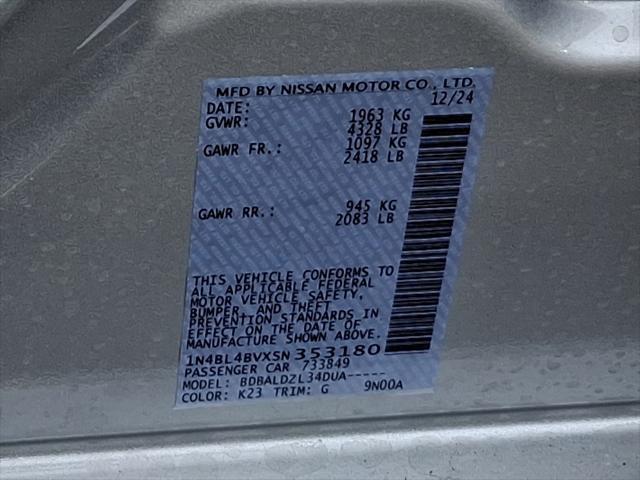 MFD BY NISSAN MOTOR CO., LTD.
DATE: 12/24
GVWR: 1963 KG
4328 LB
GAWR FR.: 1097 KG
2418 LB
GAWR RR.: 945 KG
2083 LB
THIS VEHICLE CONFORMS TO
ALL APPLICABLE FEDERAL
MOTOR VEHICLE SAFETY,
BUMPER, AND THEFT
PREVENTION STANDARDS IN
EFFECT ON THE DATE OF
MANUFACTURE SHOWN ABOVE.
1N4BL4BVXSN353180
PASSENGER CAR 733849
MODEL: BDBALDZL34DUA-----
COLOR: K23 TRIM: G 9N00A